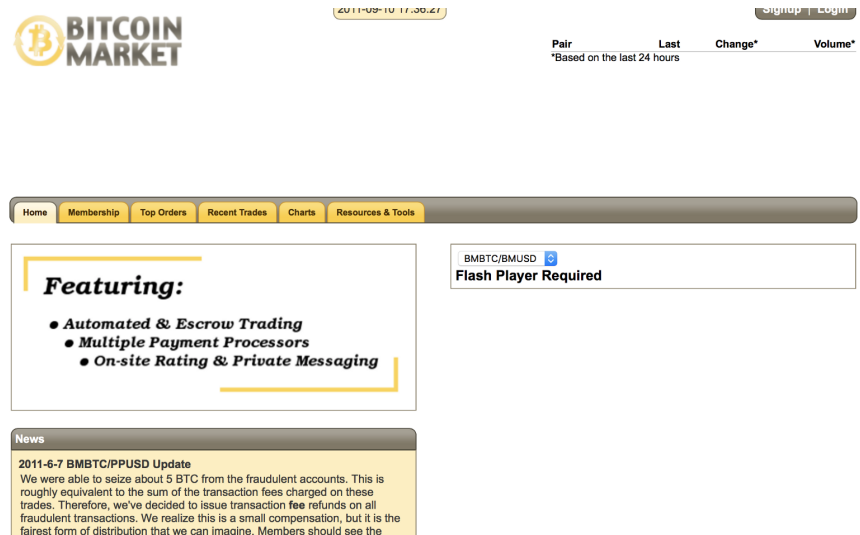 2011-09-10 17:36:27
Signup | Login
BITCOIN
MARKET
Pair Last Change* Volume*
*Based on the last 24 hours
Home Membership Top Orders Recent Trades Charts Resources & Tools
Featuring:
• Automated & Escrow Trading
• Multiple Payment Processors
• On-site Rating & Private Messaging
BMBTC/BMUSD
Flash Player Required
News
2011-6-7 BMBTC/PPUSD Update
We were able to seize about 5 BTC from the fraudulent accounts. This is
roughly equivalent to the sum of the transaction fees charged on these
trades. Therefore, we've decided to issue transaction fee refunds on all
fraudulent transactions. We realize this is a small compensation, but it is the
fairest form of distribution that we can imagine. Members should see the